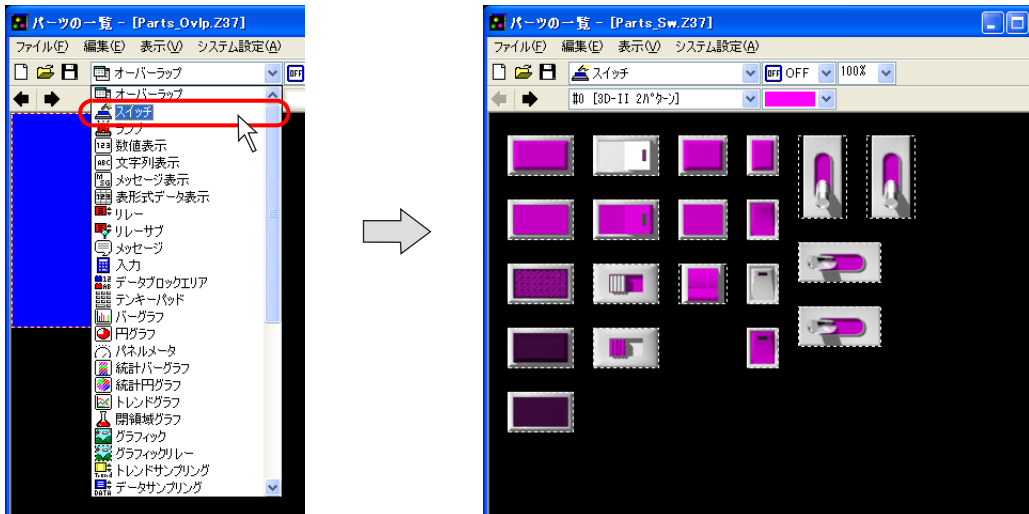 パーツの一覧 - [Parts_Ovlp.Z37]
ファイル(F) 編集(E) 表示(V) システム設定(A)
オーバーラップ OFF
オーバーラップ
スイッチ
ランプ
数値表示
文字列表示
メッセージ表示
表形式データ表示
リレー
リレーサブ
メッセージ
入力
データブロックエリア
テンキーパッド
バーグラフ
円グラフ
パネルメータ
統計バーグラフ
統計円グラフ
トレンドグラフ
閉領域グラフ
グラフィック
グラフィックリレー
トレンドサンプリング
データサンプリング
パーツの一覧 - [Parts_Sw.Z37]
ファイル(F) 編集(E) 表示(V) システム設定(A)
スイッチ OFF OFF 100%
#0 [3D-II 2パターン]